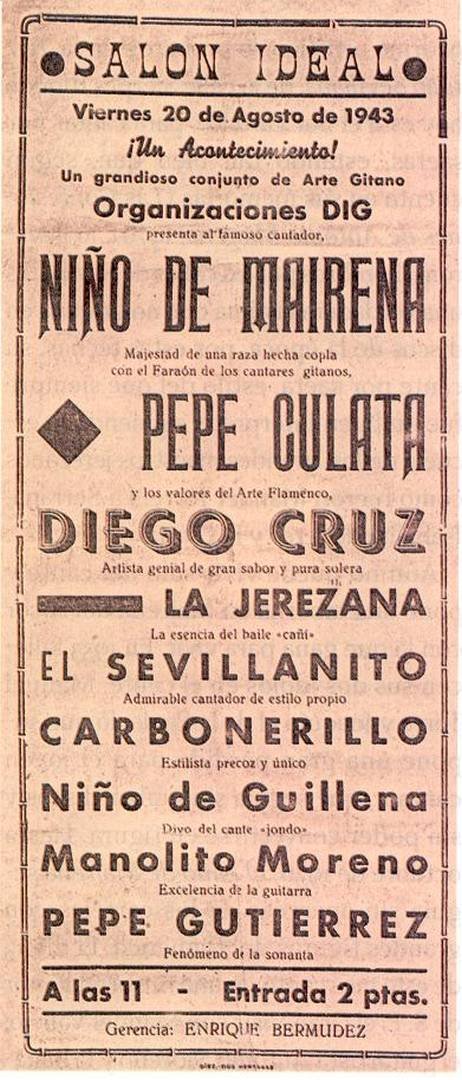 SALON IDEAL
Viernes 20 de Agosto de 1943
¡Un Acontecimiento!
Un grandioso conjunto de Arte Gitano
Organizaciones DIG
presenta al famoso cantador,
NIÑO DE MAIRENA
Majestad de una raza hecha copla
con el Faraón de los cantares gitanos,
PEPE CULATA
y los valores del Arte Flamenco,
DIEGO CRUZ
Artista genial de gran sabor y pura solera
LA JEREZANA
La esencia del baile «cañi»
EL SEVILLANITO
Admirable cantador de estilo propio
CARBONERILLO
Estilista precoz y único
Niño de Guillena
Divo del cante «jondo»
Manolito Moreno
Excelencia de la guitarra
PEPE GUTIERREZ
Fenómeno de la sonanta
A las 11 - Entrada 2 ptas.
Gerencia: ENRIQUE BERMUDEZ